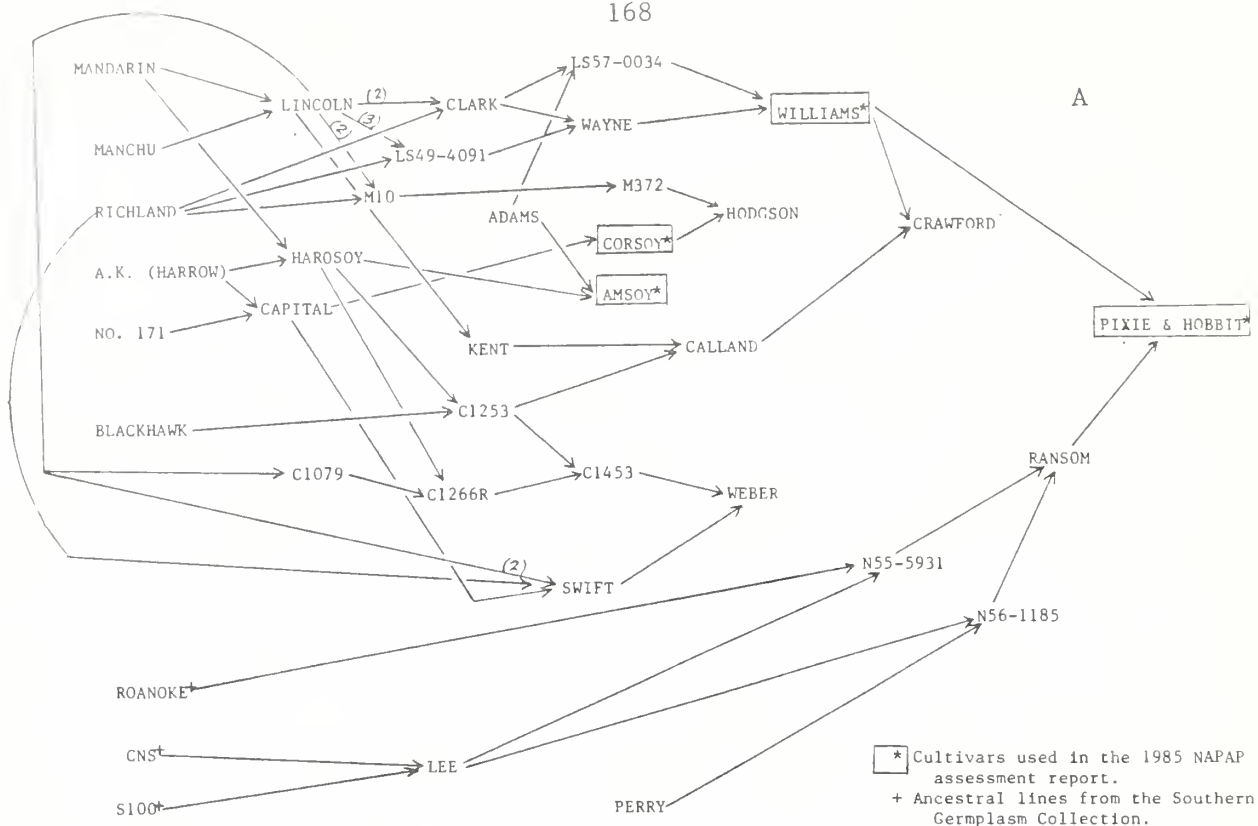 168
A
MANDARIN
LS57-0034
LINCOLN
(2)
CLARK
WILLIAMS*
(2)
(3)
WAYNE
MANCHU
LS49-4091
M372
RICHLAND
M10
ADAMS
HODGSON
CRAWFORD
CORSOY*
HAROSOY
A.K. (HARROW)
AMSOY*
CAPITAL
PIXIE & HOBBIT*
NO. 171
KENT
CALLAND
C1253
BLACKHAWK
RANSOM
C1079
C1453
C1266R
WEBER
(2)
N55-5931
SWIFT
N56-1185
ROANOKE+
CNS+
LEE
S100+
PERRY
* Cultivars used in the 1985 NAPAP
assessment report.
+ Ancestral lines from the Southern
Germplasm Collection.